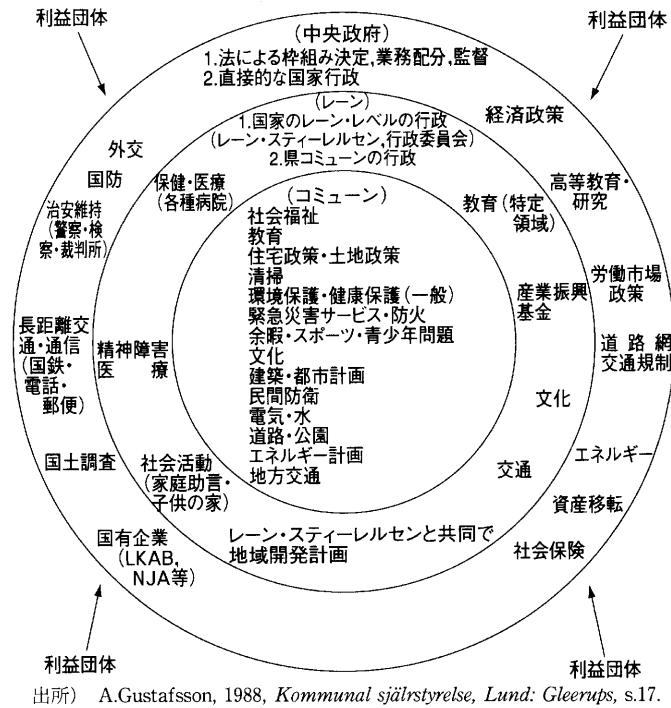 利益団体
利益団体
(中央政府)
1.法による枠組み決定,業務配分,監督
2.直接的な国家行政
経済政策
外交
国防
治安維持
(警察・検
察・裁判所)
高等教育・
研究
労働市場
政策
長距離交
通・通信
(国鉄・
電話・
郵便)
道路網
交通規制
国土調査
エネルギー
資産移転
国有企業
(LKAB,
NJA等)
社会保険
(レーン)
1.国家のレーン・レベルの行政
(レーン・スティーレルセン,行政委員会)
2.県コミューンの行政
保健・医療
(各種病院)
教育(特定
領域)
産業振興
基金
精神障害
医療
文化
社会活動
(家庭助言・
子供の家)
交通
レーン・スティーレルセンと共同で
地域開発計画
(コミューン)
社会福祉
教育
住宅政策・土地政策
清掃
環境保護・健康保護(一般)
緊急災害サービス・防火
余暇・スポーツ・青少年問題
文化
建築・都市計画
民間防衛
電気・水
道路・公園
エネルギー計画
地方交通
利益団体
利益団体
出所) A.Gustafsson, 1988, Kommunal själrstyrelse, Lund: Gleerups, s.17.